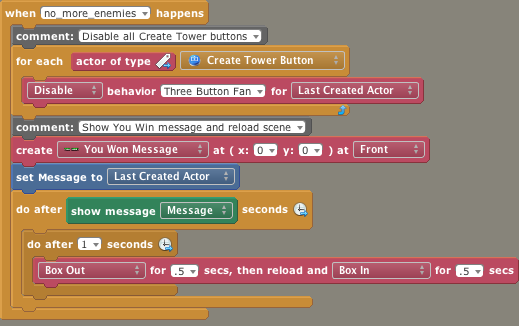 when no_more_enemies happens
comment: Disable all Create Tower buttons
for each actor of type Create Tower Button
Disable behavior Three Button Fan for Last Created Actor
comment: Show You Win message and reload scene
create You Won Message at ( x: 0 y: 0 ) at Front
set Message to Last Created Actor
do after show message Message seconds
do after 1 seconds
Box Out for .5 secs, then reload and Box In for .5 secs